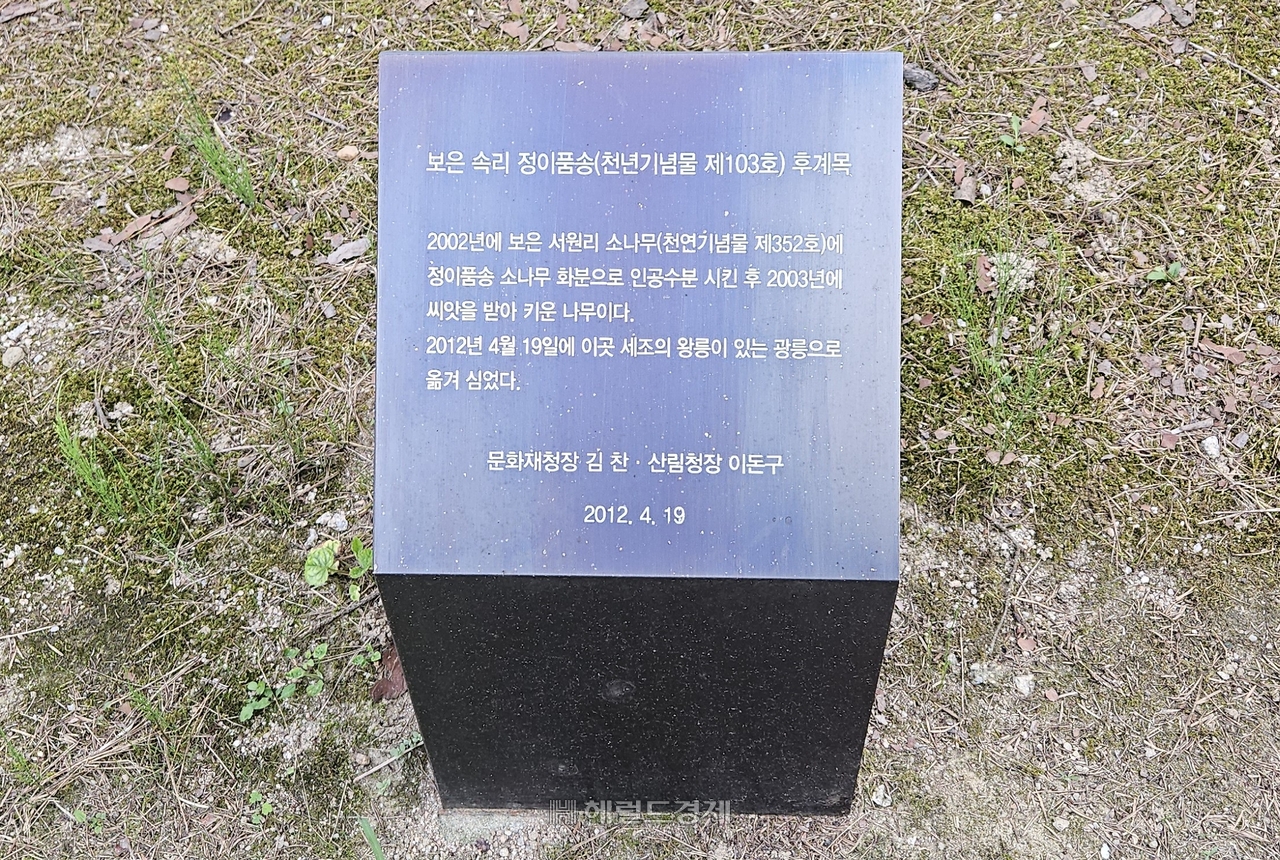 보은 속리 정이품송(천년기념물 제103호) 후계목
2002년에 보은 서원리 소나무(천연기념물 제352호)에
정이품송 소나무 화분으로 인공수분 시킨 후 2003년에
씨앗을 받아 키운 나무이다.
2012년 4월 19일에 이곳 세조의 왕릉이 있는 광릉으로
옮겨 심었다.
문화재청장 김 찬 · 산림청장 이돈구
2012. 4. 19
헤럴드경제